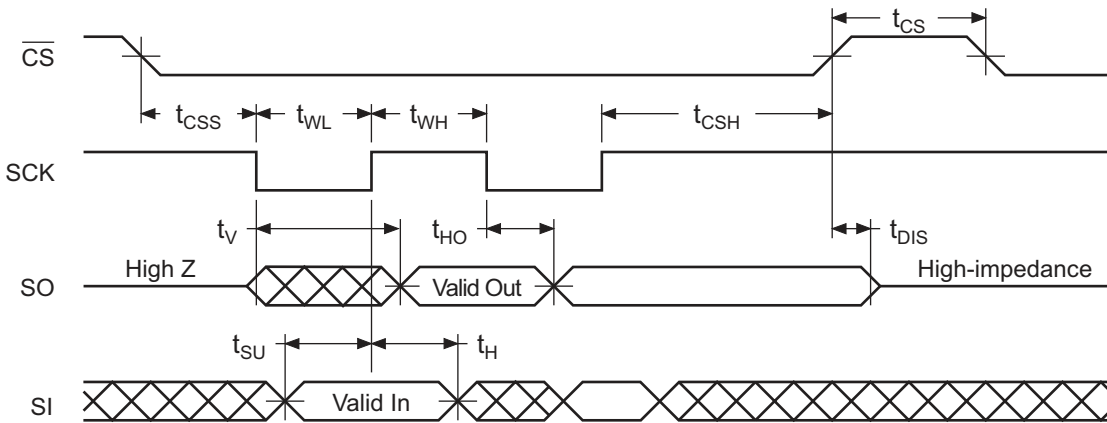 t_CS
C̅S̅
t_CSS t_WL t_WH t_CSH
SCK
t_V t_HO t_DIS
High Z Valid Out High-impedance
SO
t_SU t_H
SI Valid In